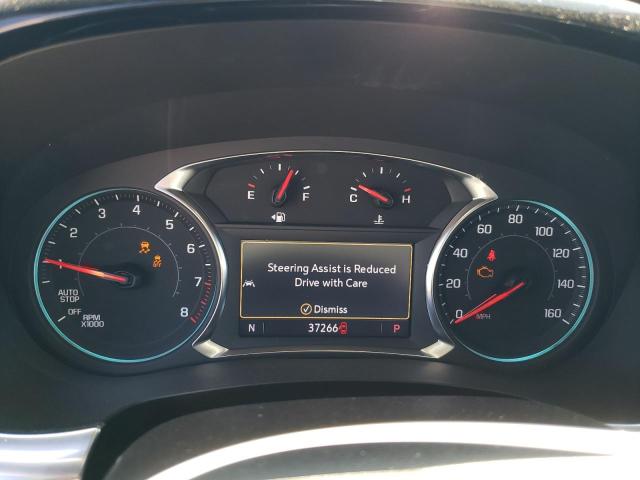 E F
C H
1 2 3 4 5 6 7 8
AUTO
STOP
OFF
RPM
X1000
Steering Assist is Reduced
Drive with Care
Dismiss
N 37266 P
0 20 40 60 80 100 120 140 160
MPH